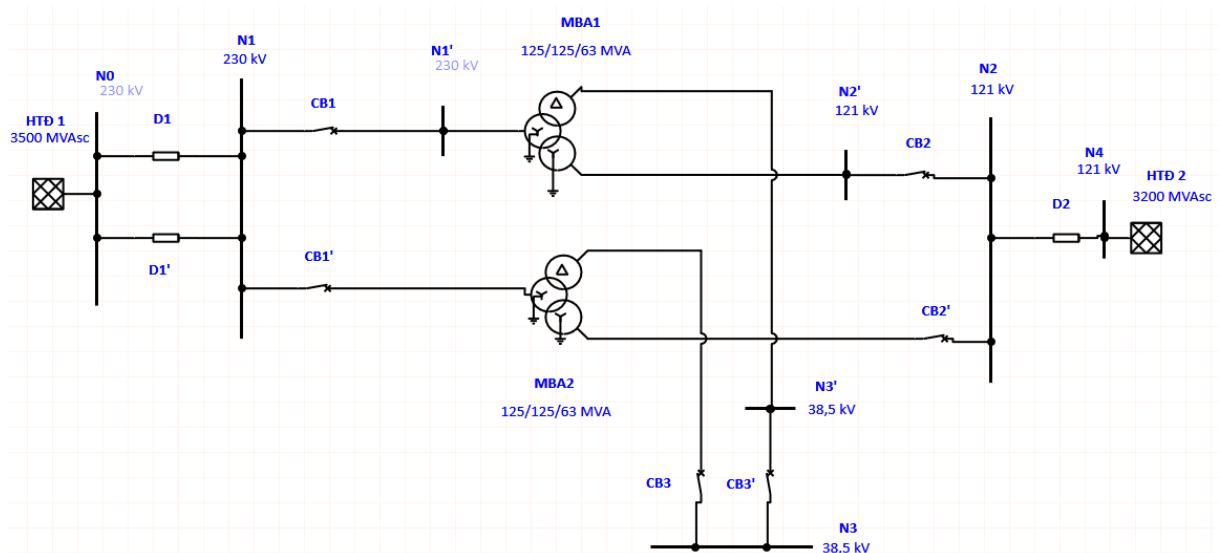 MBA1
125/125/63 MVA
N1
230 kV
N1'
230 kV
N0
230 kV
N2
121 kV
N2'
121 kV
CB1
D1
HTĐ 1
3500 MVAsc
CB2
N4
121 kV
HTĐ 2
3200 MVAsc
D2
D1'
CB1'
CB2'
MBA2
125/125/63 MVA
N3'
38,5 kV
CB3
CB3'
N3
38.5 kV